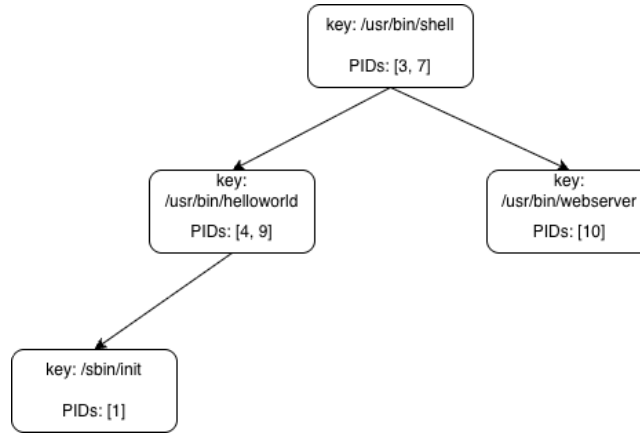 key: /usr/bin/shell
PIDs: [3, 7]
key:
/usr/bin/helloworld
PIDs: [4, 9]
key:
/usr/bin/webserver
PIDs: [10]
key: /sbin/init
PIDs: [1]